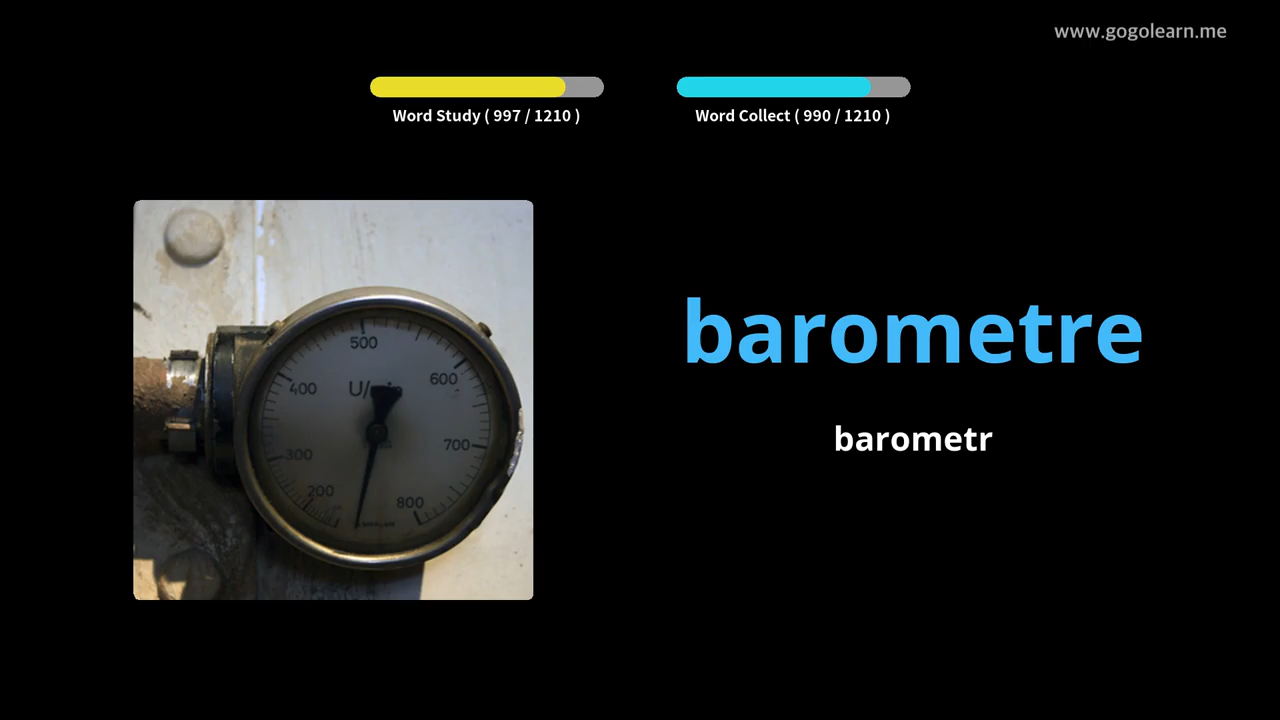 www.gogolearn.me
Word Study ( 997 / 1210 )
Word Collect ( 990 / 1210 )
500
400
600
300
700
200
800
barometre
barometr